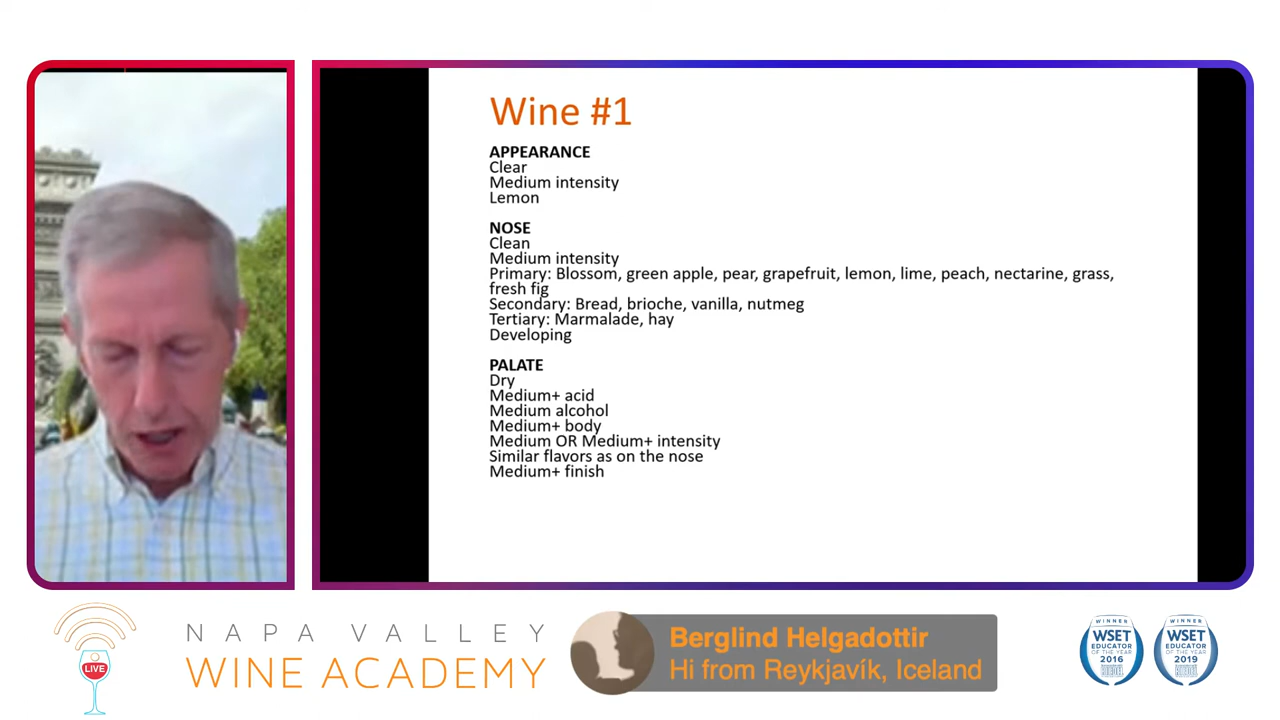 Wine #1
APPEARANCE
Clear
Medium intensity
Lemon
NOSE
Clean
Medium intensity
Primary: Blossom, green apple, pear, grapefruit, lemon, lime, peach, nectarine, grass,
fresh fig
Secondary: Bread, brioche, vanilla, nutmeg
Tertiary: Marmalade, hay
Developing
PALATE
Dry
Medium+ acid
Medium alcohol
Medium+ body
Medium OR Medium+ intensity
Similar flavors as on the nose
Medium+ finish
LIVE
NAPA VALLEY
WINE ACADEMY
Berglind Helgadottir
Hi from Reykjavík, Iceland
WINNER
WSET
EDUCATOR
OF THE YEAR
2016
WINNER
WSET
EDUCATOR
OF THE YEAR
2019